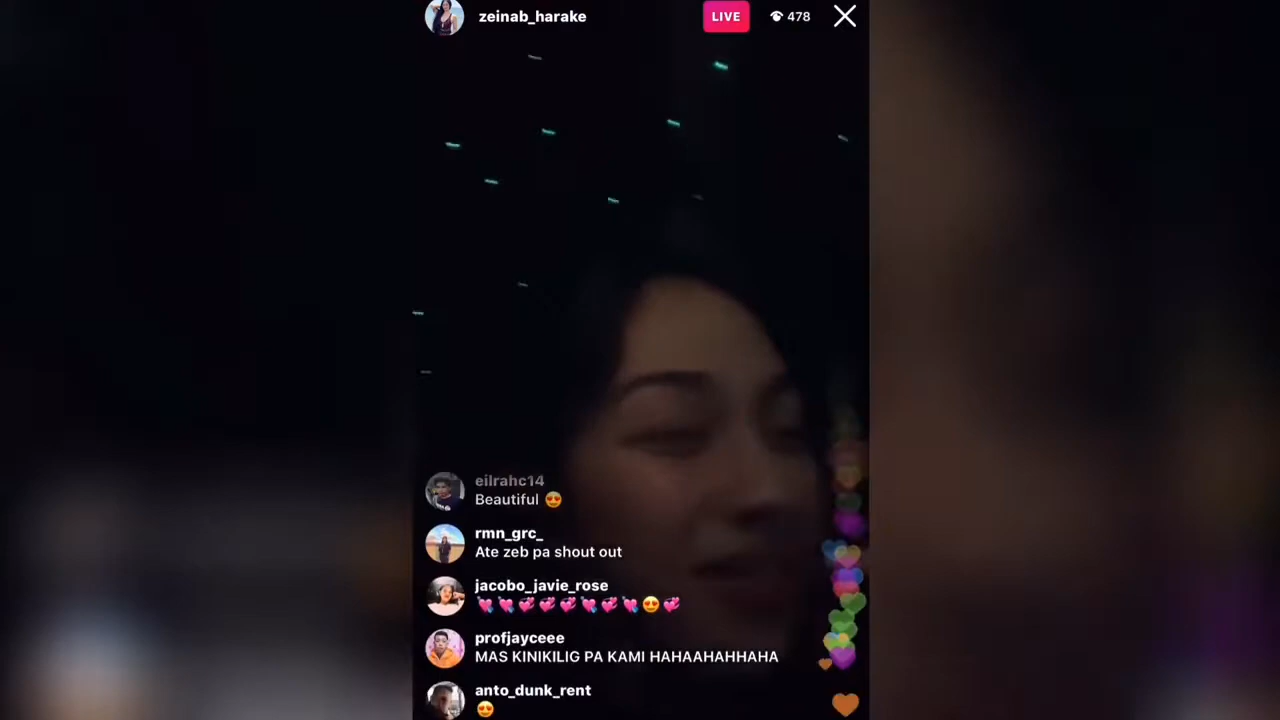 zeinab_harake
LIVE
478
eilrahc14
Beautiful 😍
rmn_grc_
Ate zeb pa shout out
jacobo_javie_rose
💘💘💞💞💞💘💞💘😍💞
profjayceee
MAS KINIKILIG PA KAMI HAHAAHAHHAHA
anto_dunk_rent
😍